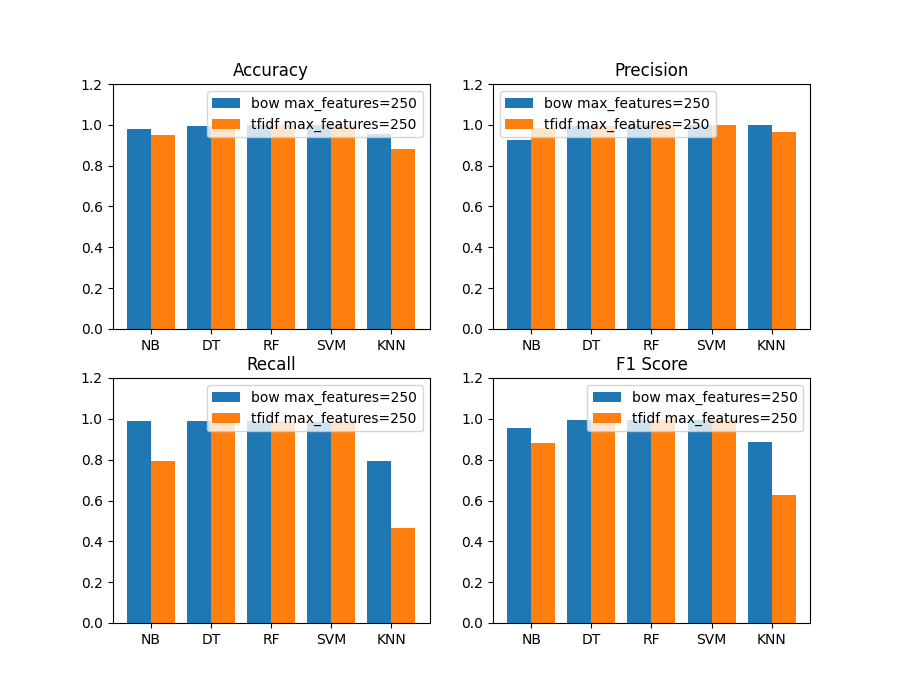 Accuracy
1.2
1.0
0.8
0.6
0.4
0.2
0.0
bow max_features=250
tfidf max_features=250
NB DT RF SVM KNN
Precision
1.2
1.0
0.8
0.6
0.4
0.2
0.0
bow max_features=250
tfidf max_features=250
NB DT RF SVM KNN
Recall
1.2
1.0
0.8
0.6
0.4
0.2
0.0
bow max_features=250
tfidf max_features=250
NB DT RF SVM KNN
F1 Score
1.2
1.0
0.8
0.6
0.4
0.2
0.0
bow max_features=250
tfidf max_features=250
NB DT RF SVM KNN